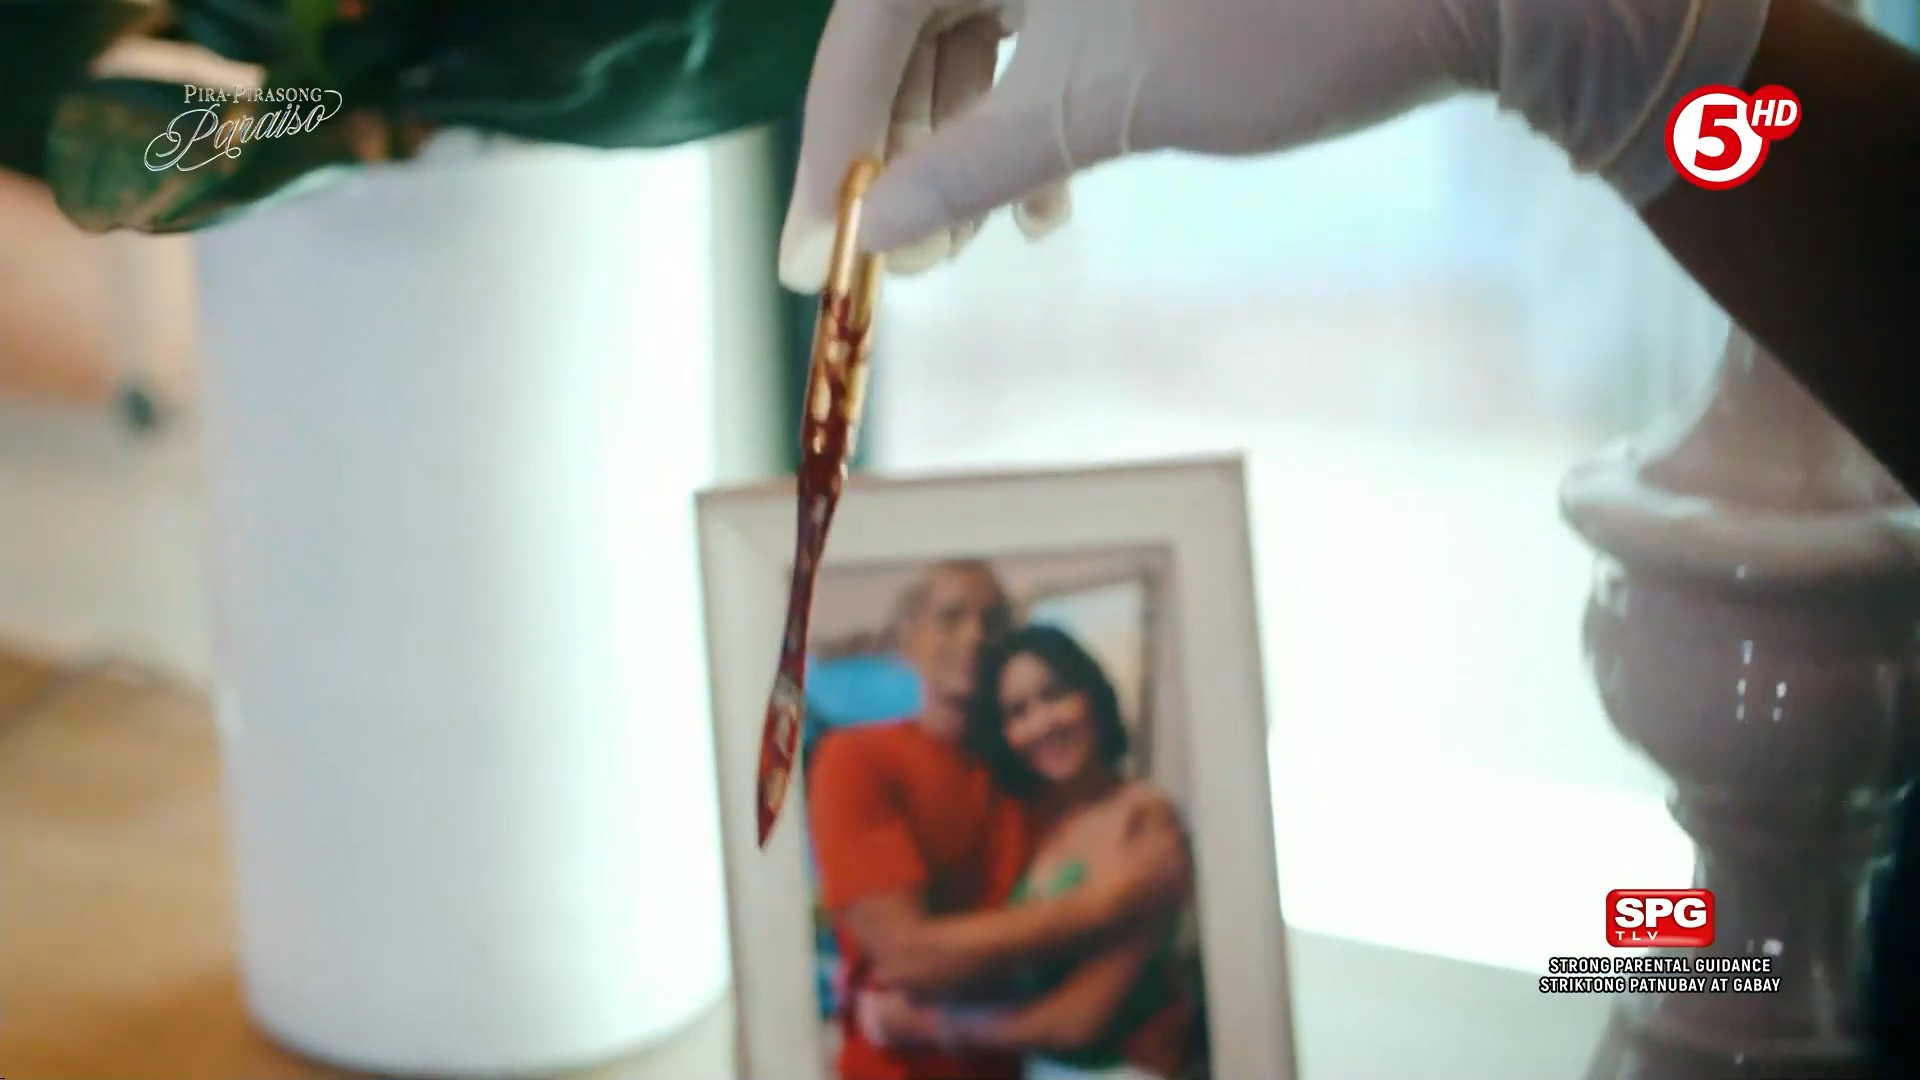 PIRA-PIRASONG
Paraiso
5 HD
SPG
TLV
STRONG PARENTAL GUIDANCE
STRIKTONG PATNUBAY AT GABAY